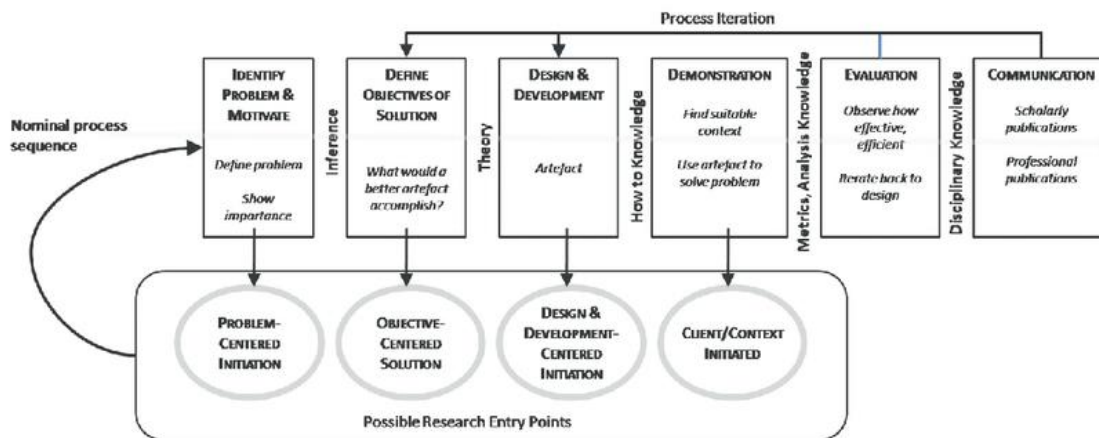 Process Iteration
Nominal process
sequence
IDENTIFY
PROBLEM &
MOTIVATE
Define problem
Show
importance
Inference
DEFINE
OBJECTIVES OF
SOLUTION
What would a
better artefact
accomplish?
Theory
DESIGN &
DEVELOPMENT
Artefact
How to Knowledge
DEMONSTRATION
Find suitable
context
Use artefact to
solve problem
Metrics, Analysis Knowledge
EVALUATION
Observe how
effective,
efficient
Iterate back to
design
Disciplinary Knowledge
COMMUNICATION
Scholarly
publications
Professional
publications
PROBLEM-
CENTERED
INITIATION
OBJECTIVE-
CENTERED
SOLUTION
DESIGN &
DEVELOPMENT-
CENTERED
INITIATION
CLIENT/CONTEXT
INITIATED
Possible Research Entry Points